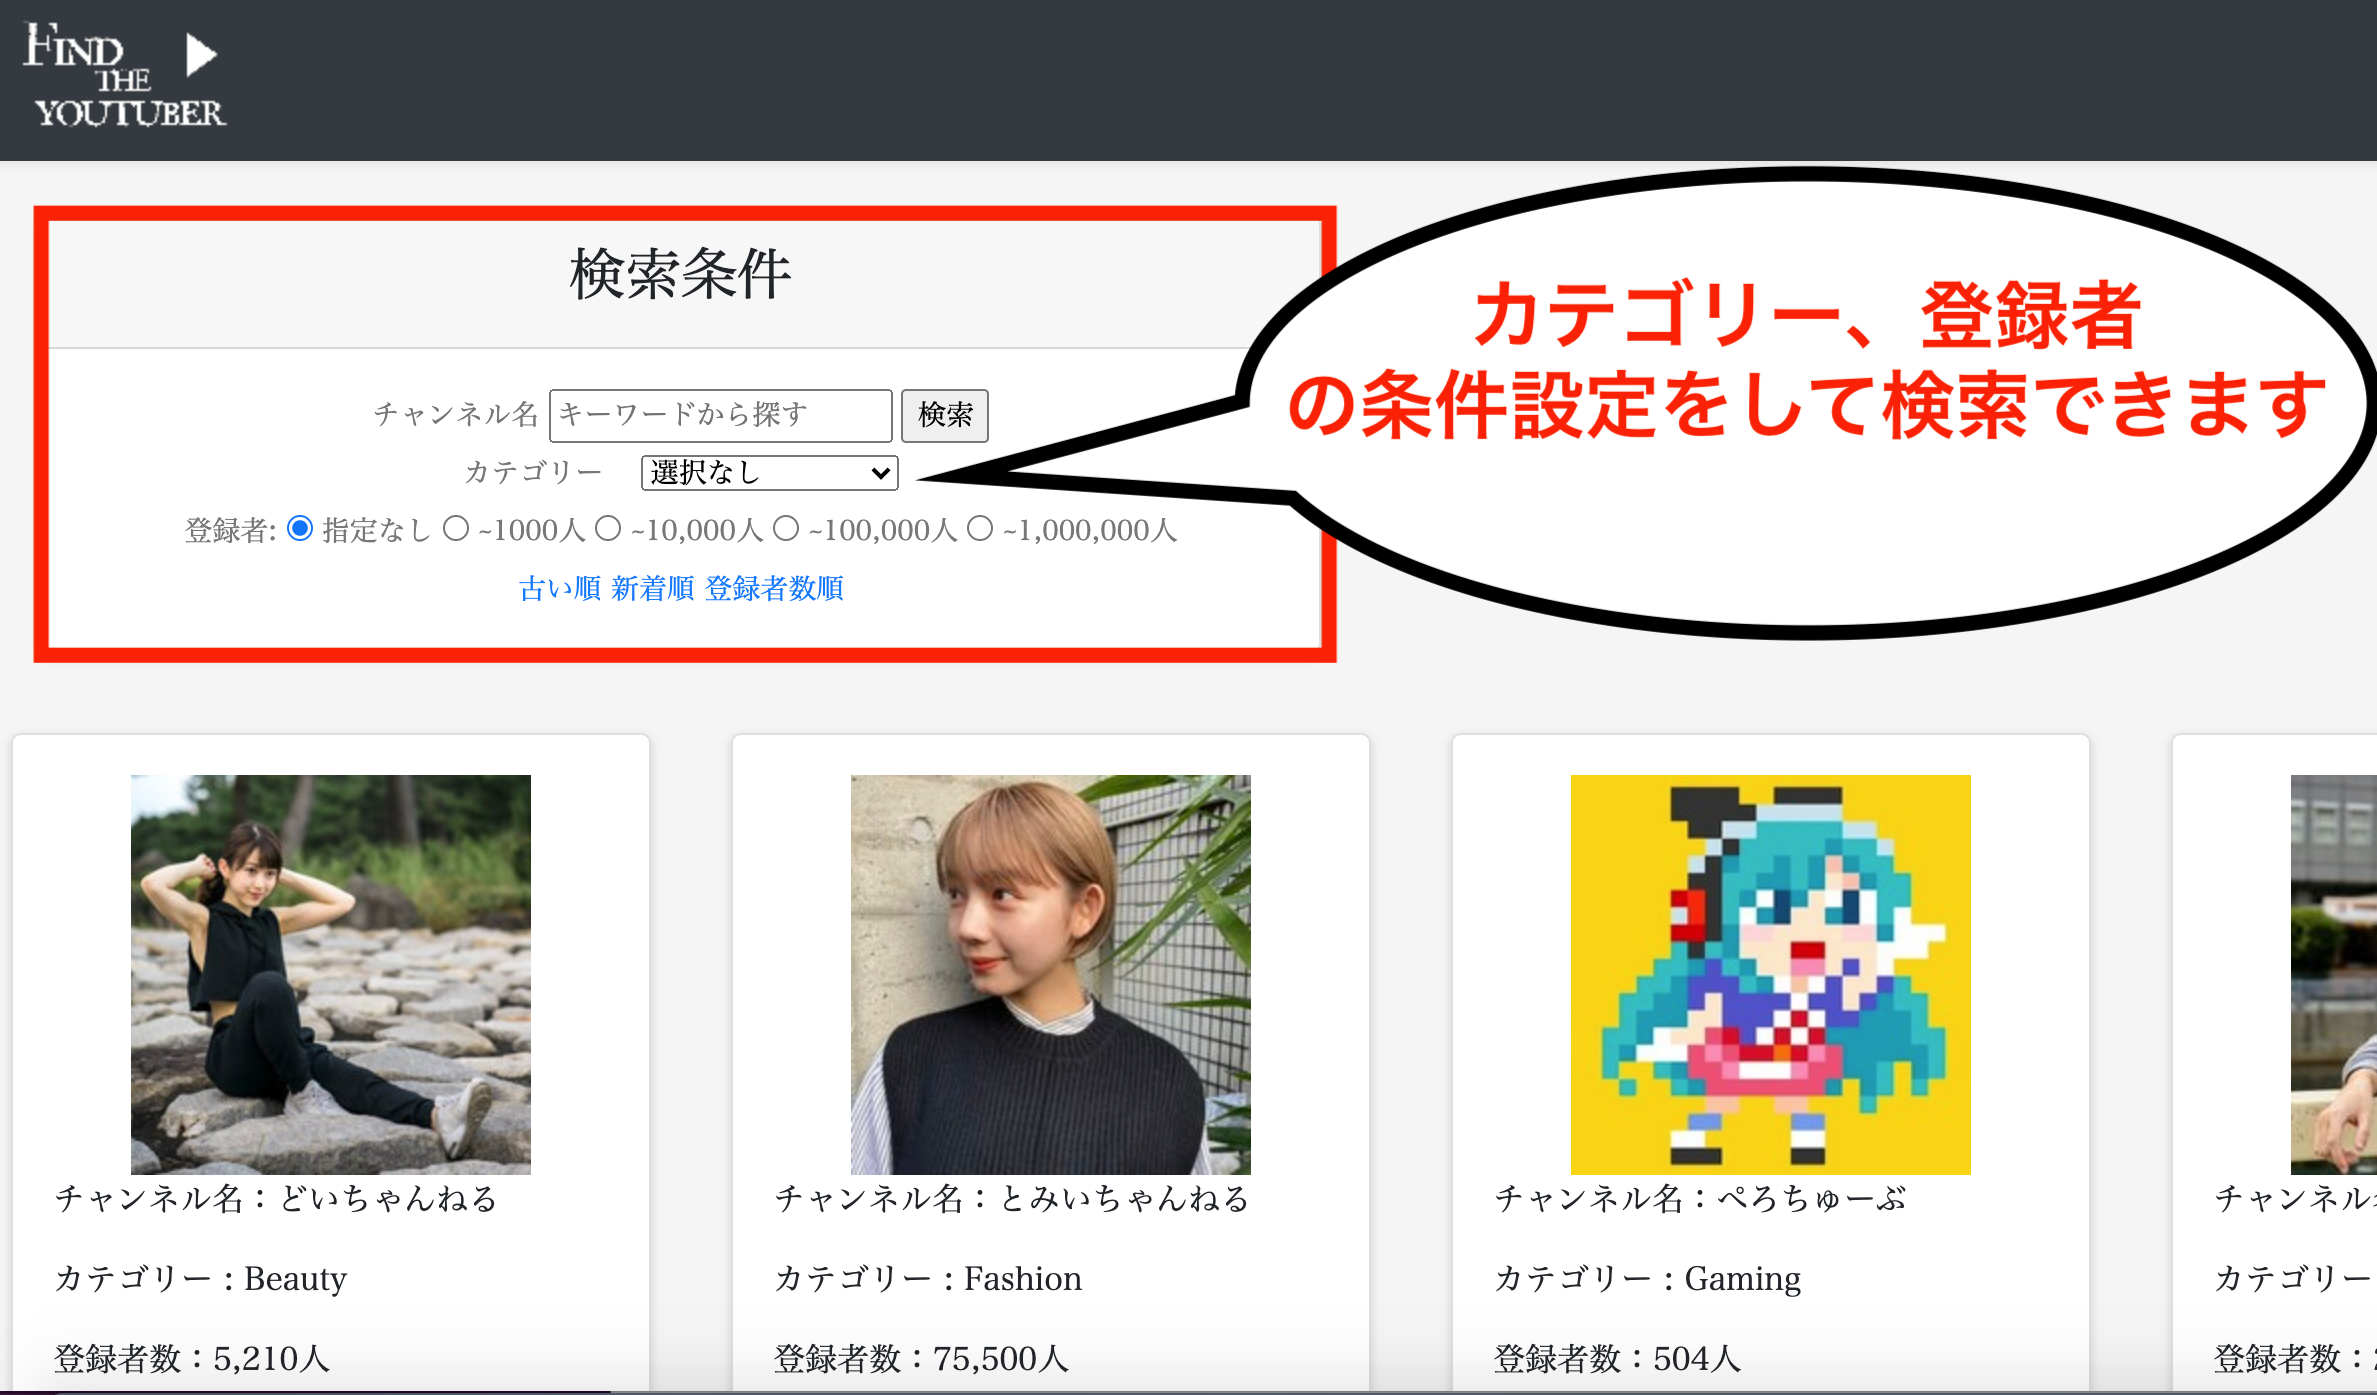 FIND
THE
YOUTUBER
検索条件
カテゴリー、登録者
の条件設定をして検索できます
チャンネル名 キーワードから探す 検索
カテゴリー 選択なし
登録者: 指定なし ~1000人 ~10,000人 ~100,000人 ~1,000,000人
古い順 新着順 登録者数順
チャンネル名：どいちゃんねる
カテゴリー：Beauty
登録者数：5,210人
チャンネル名：とみいちゃんねる
カテゴリー：Fashion
登録者数：75,500人
チャンネル名：ぺろちゅーぶ
カテゴリー：Gaming
登録者数：504人
チャンネル
カテゴリー
登録者数：